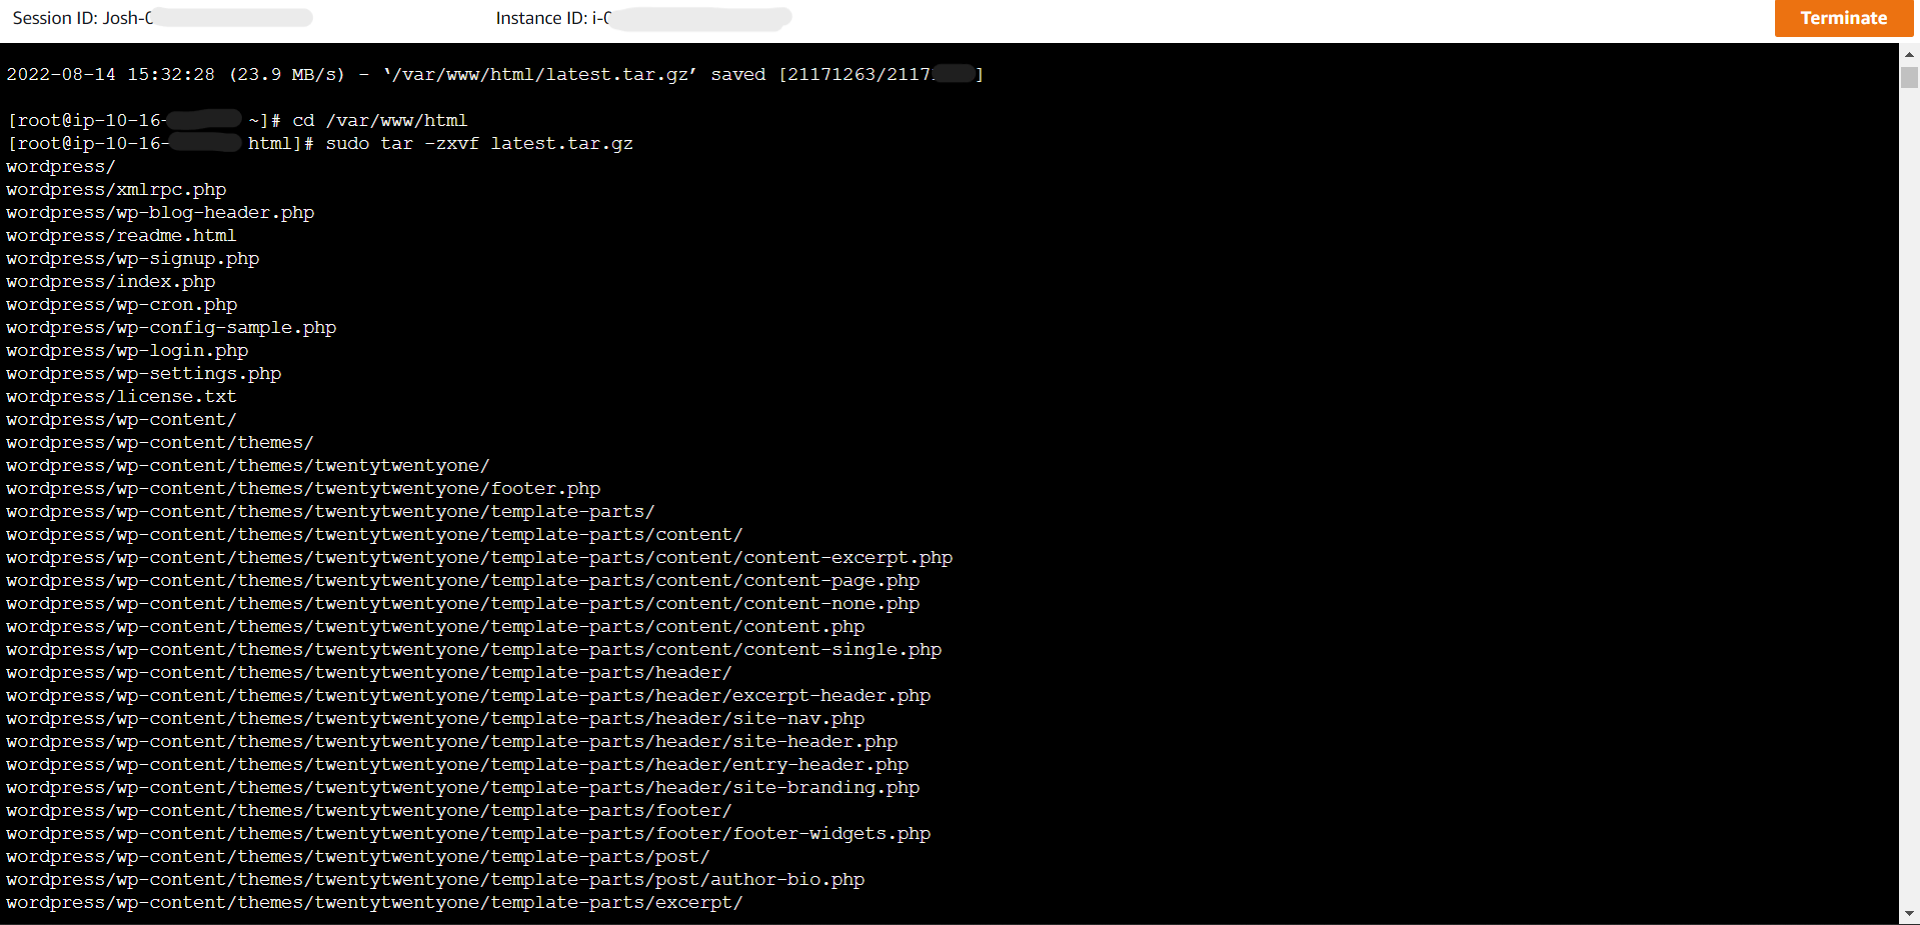 Session ID: Josh-0
Instance ID: i-0
Terminate
2022-08-14 15:32:28 (23.9 MB/s) - ‘/var/www/html/latest.tar.gz’ saved [21171263/2117 ]
[root@ip-10-16- ~]# cd /var/www/html
[root@ip-10-16- html]# sudo tar -zxvf latest.tar.gz
wordpress/
wordpress/xmlrpc.php
wordpress/wp-blog-header.php
wordpress/readme.html
wordpress/wp-signup.php
wordpress/index.php
wordpress/wp-cron.php
wordpress/wp-config-sample.php
wordpress/wp-login.php
wordpress/wp-settings.php
wordpress/license.txt
wordpress/wp-content/
wordpress/wp-content/themes/
wordpress/wp-content/themes/twentytwentyone/
wordpress/wp-content/themes/twentytwentyone/footer.php
wordpress/wp-content/themes/twentytwentyone/template-parts/
wordpress/wp-content/themes/twentytwentyone/template-parts/content/
wordpress/wp-content/themes/twentytwentyone/template-parts/content/content-excerpt.php
wordpress/wp-content/themes/twentytwentyone/template-parts/content/content-page.php
wordpress/wp-content/themes/twentytwentyone/template-parts/content/content-none.php
wordpress/wp-content/themes/twentytwentyone/template-parts/content/content.php
wordpress/wp-content/themes/twentytwentyone/template-parts/content/content-single.php
wordpress/wp-content/themes/twentytwentyone/template-parts/header/
wordpress/wp-content/themes/twentytwentyone/template-parts/header/excerpt-header.php
wordpress/wp-content/themes/twentytwentyone/template-parts/header/site-nav.php
wordpress/wp-content/themes/twentytwentyone/template-parts/header/site-header.php
wordpress/wp-content/themes/twentytwentyone/template-parts/header/entry-header.php
wordpress/wp-content/themes/twentytwentyone/template-parts/header/site-branding.php
wordpress/wp-content/themes/twentytwentyone/template-parts/footer/
wordpress/wp-content/themes/twentytwentyone/template-parts/footer/footer-widgets.php
wordpress/wp-content/themes/twentytwentyone/template-parts/post/
wordpress/wp-content/themes/twentytwentyone/template-parts/post/author-bio.php
wordpress/wp-content/themes/twentytwentyone/template-parts/excerpt/